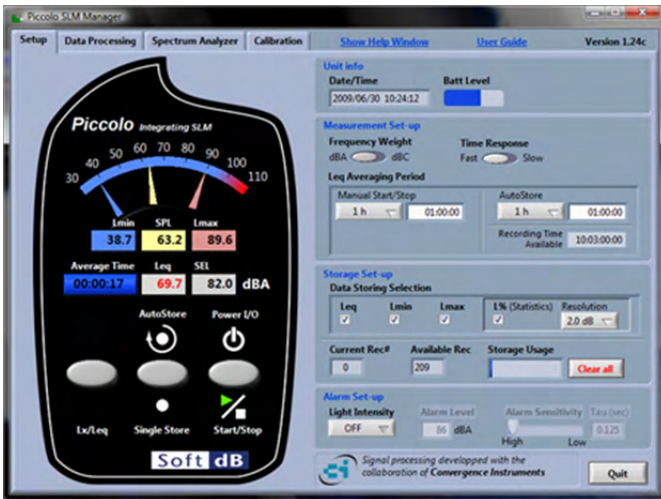 Piccolo SLM Manager
Setup Data Processing Spectrum Analyzer Calibration Show Help Window User Guide Version 1.24c
Piccolo Integrating SLM
30 40 50 60 70 80 90 100 110
Lmin SPL Lmax
38.7 63.2 89.6
Average Time Leq SEL
00:00:17 69.7 82.0 dBA
AutoStore Power I/O
Lx/Leq Single Store Start/Stop
Soft dB
Unit info
Date/Time Batt Level
2009/06/30 10:24:12
Measurement Set-up
Frequency Weight Time Response
dBA dBC Fast Slow
Leq Averaging Period
Manual Start/Stop AutoStore
1 h 01:00:00 1 h 01:00:00
Recording Time
Available 10:03:00:00
Storage Set-up
Data Storing Selection
Leq Lmin Lmax L% (Statistics) Resolution
2.0 dB
Current Rec# Available Rec Storage Usage
0 209 Clear all
Alarm Set-up
Light Intensity Alarm Level Alarm Sensitivity Tau (sec)
OFF 86 dBA 0.125
High Low
Signal processing developped with the
collaboration of Convergence Instruments
Quit